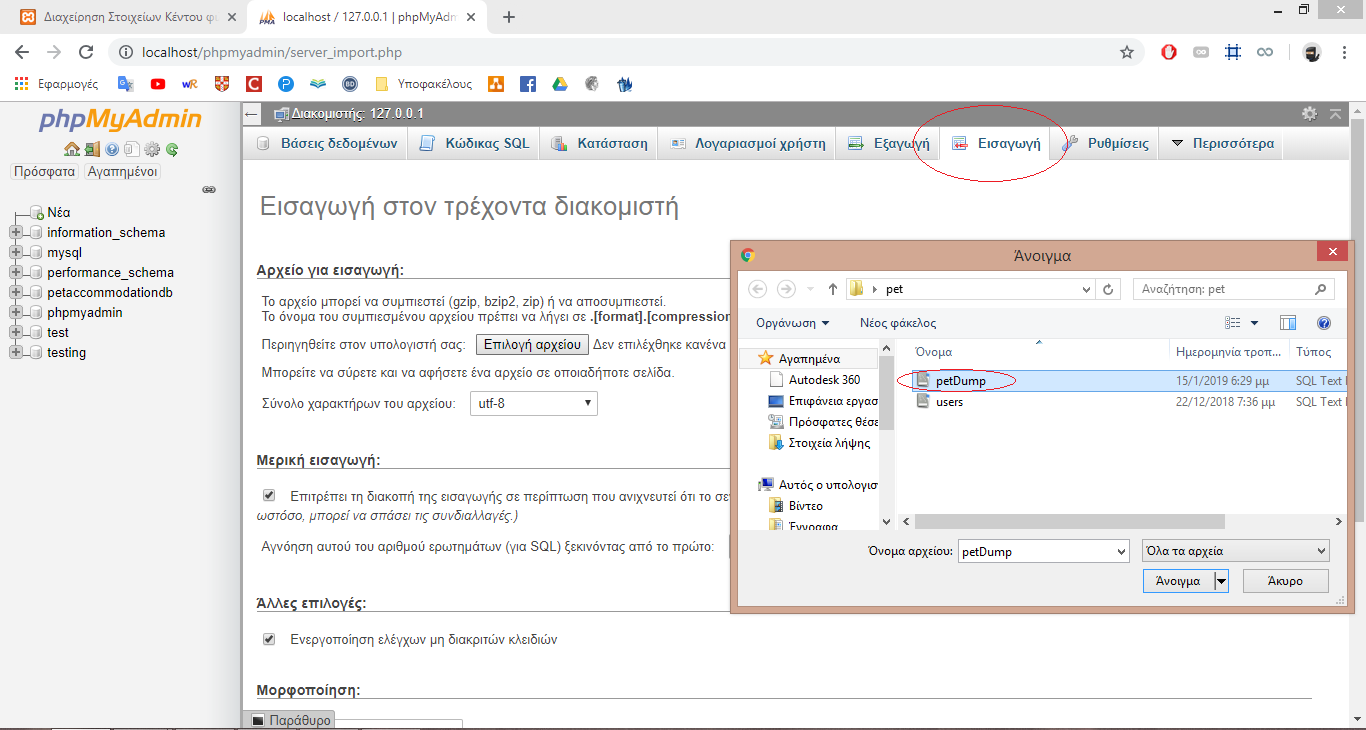 Διαχείρηση Στοιχείων Κέντου φι
localhost / 127.0.0.1 | phpMyAdm
localhost/phpmyadmin/server_import.php
Εφαρμογές
Υποφακέλους
phpMyAdmin
Πρόσφατα
Αγαπημένοι
Νέα
information_schema
mysql
performance_schema
petaccommodationdb
phpmyadmin
test
testing
Διακομιστής: 127.0.0.1
Βάσεις δεδομένων
Κώδικας SQL
Κατάσταση
Λογαριασμοί χρήστη
Εξαγωγή
Εισαγωγή
Ρυθμίσεις
Περισσότερα
Εισαγωγή στον τρέχοντα διακομιστή
Αρχείο για εισαγωγή:
Το αρχείο μπορεί να συμπιεστεί (gzip, bzip2, zip) ή να αποσυμπιεστεί.
Το όνομα του συμπιεσμένου αρχείου πρέπει να λήγει σε .[format].[compression
Περιηγηθείτε στον υπολογιστή σας: Επιλογή αρχείου Δεν επιλέχθηκε κανένα
Μπορείτε να σύρετε και να αφήσετε ένα αρχείο σε οποιαδήποτε σελίδα.
Σύνολο χαρακτήρων του αρχείου: utf-8
Μερική εισαγωγή:
Επιτρέπει τη διακοπή της εισαγωγής σε περίπτωση που ανιχνευτεί ότι το σε
ωστόσο, μπορεί να σπάσει τις συνδιαλλαγές.)
Αγνόηση αυτού του αριθμού ερωτημάτων (για SQL) ξεκινόντας από το πρώτο:
Άλλες επιλογές:
Ενεργοποίηση ελέγχων μη διακριτών κλειδιών
Μορφοποίηση:
Παράθυρο
Άνοιγμα
pet
Αναζήτηση: pet
Οργάνωση
Νέος φάκελος
Αγαπημένα
Autodesk 360
Επιφάνεια εργασ
Πρόσφατες θέσε
Στοιχεία λήψης
Αυτός ο υπολογισ
Βίντεο
Έγγραφα
Όνομα
Ημερομηνία τροπ...
Τύπος
petDump
15/1/2019 6:29 μμ
SQL Text
users
22/12/2018 7:36 μμ
SQL Text
Όνομα αρχείου:
petDump
Όλα τα αρχεία
Άνοιγμα
Άκυρο